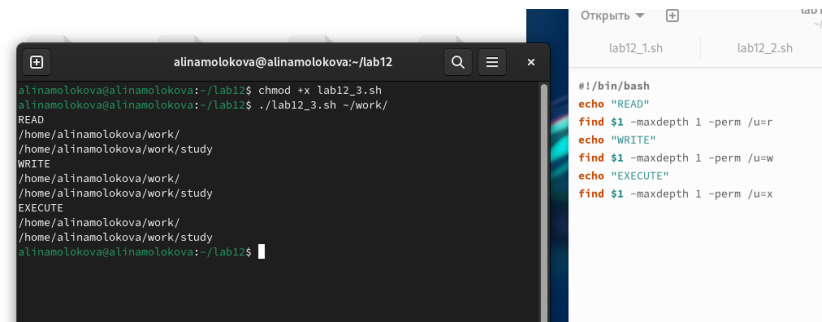 alinamolokova@alinamolokova:~/lab12
alinamolokova@alinamolokova:~/lab12$ chmod +x lab12_3.sh
alinamolokova@alinamolokova:~/lab12$ ./lab12_3.sh ~/work/
READ
/home/alinamolokova/work/
/home/alinamolokova/work/study
WRITE
/home/alinamolokova/work/
/home/alinamolokova/work/study
EXECUTE
/home/alinamolokova/work/
/home/alinamolokova/work/study
alinamolokova@alinamolokova:~/lab12$
Открыть
lab12_1.sh lab12_2.sh
#!/bin/bash
echo "READ"
find $1 -maxdepth 1 -perm /u=r
echo "WRITE"
find $1 -maxdepth 1 -perm /u=w
echo "EXECUTE"
find $1 -maxdepth 1 -perm /u=x